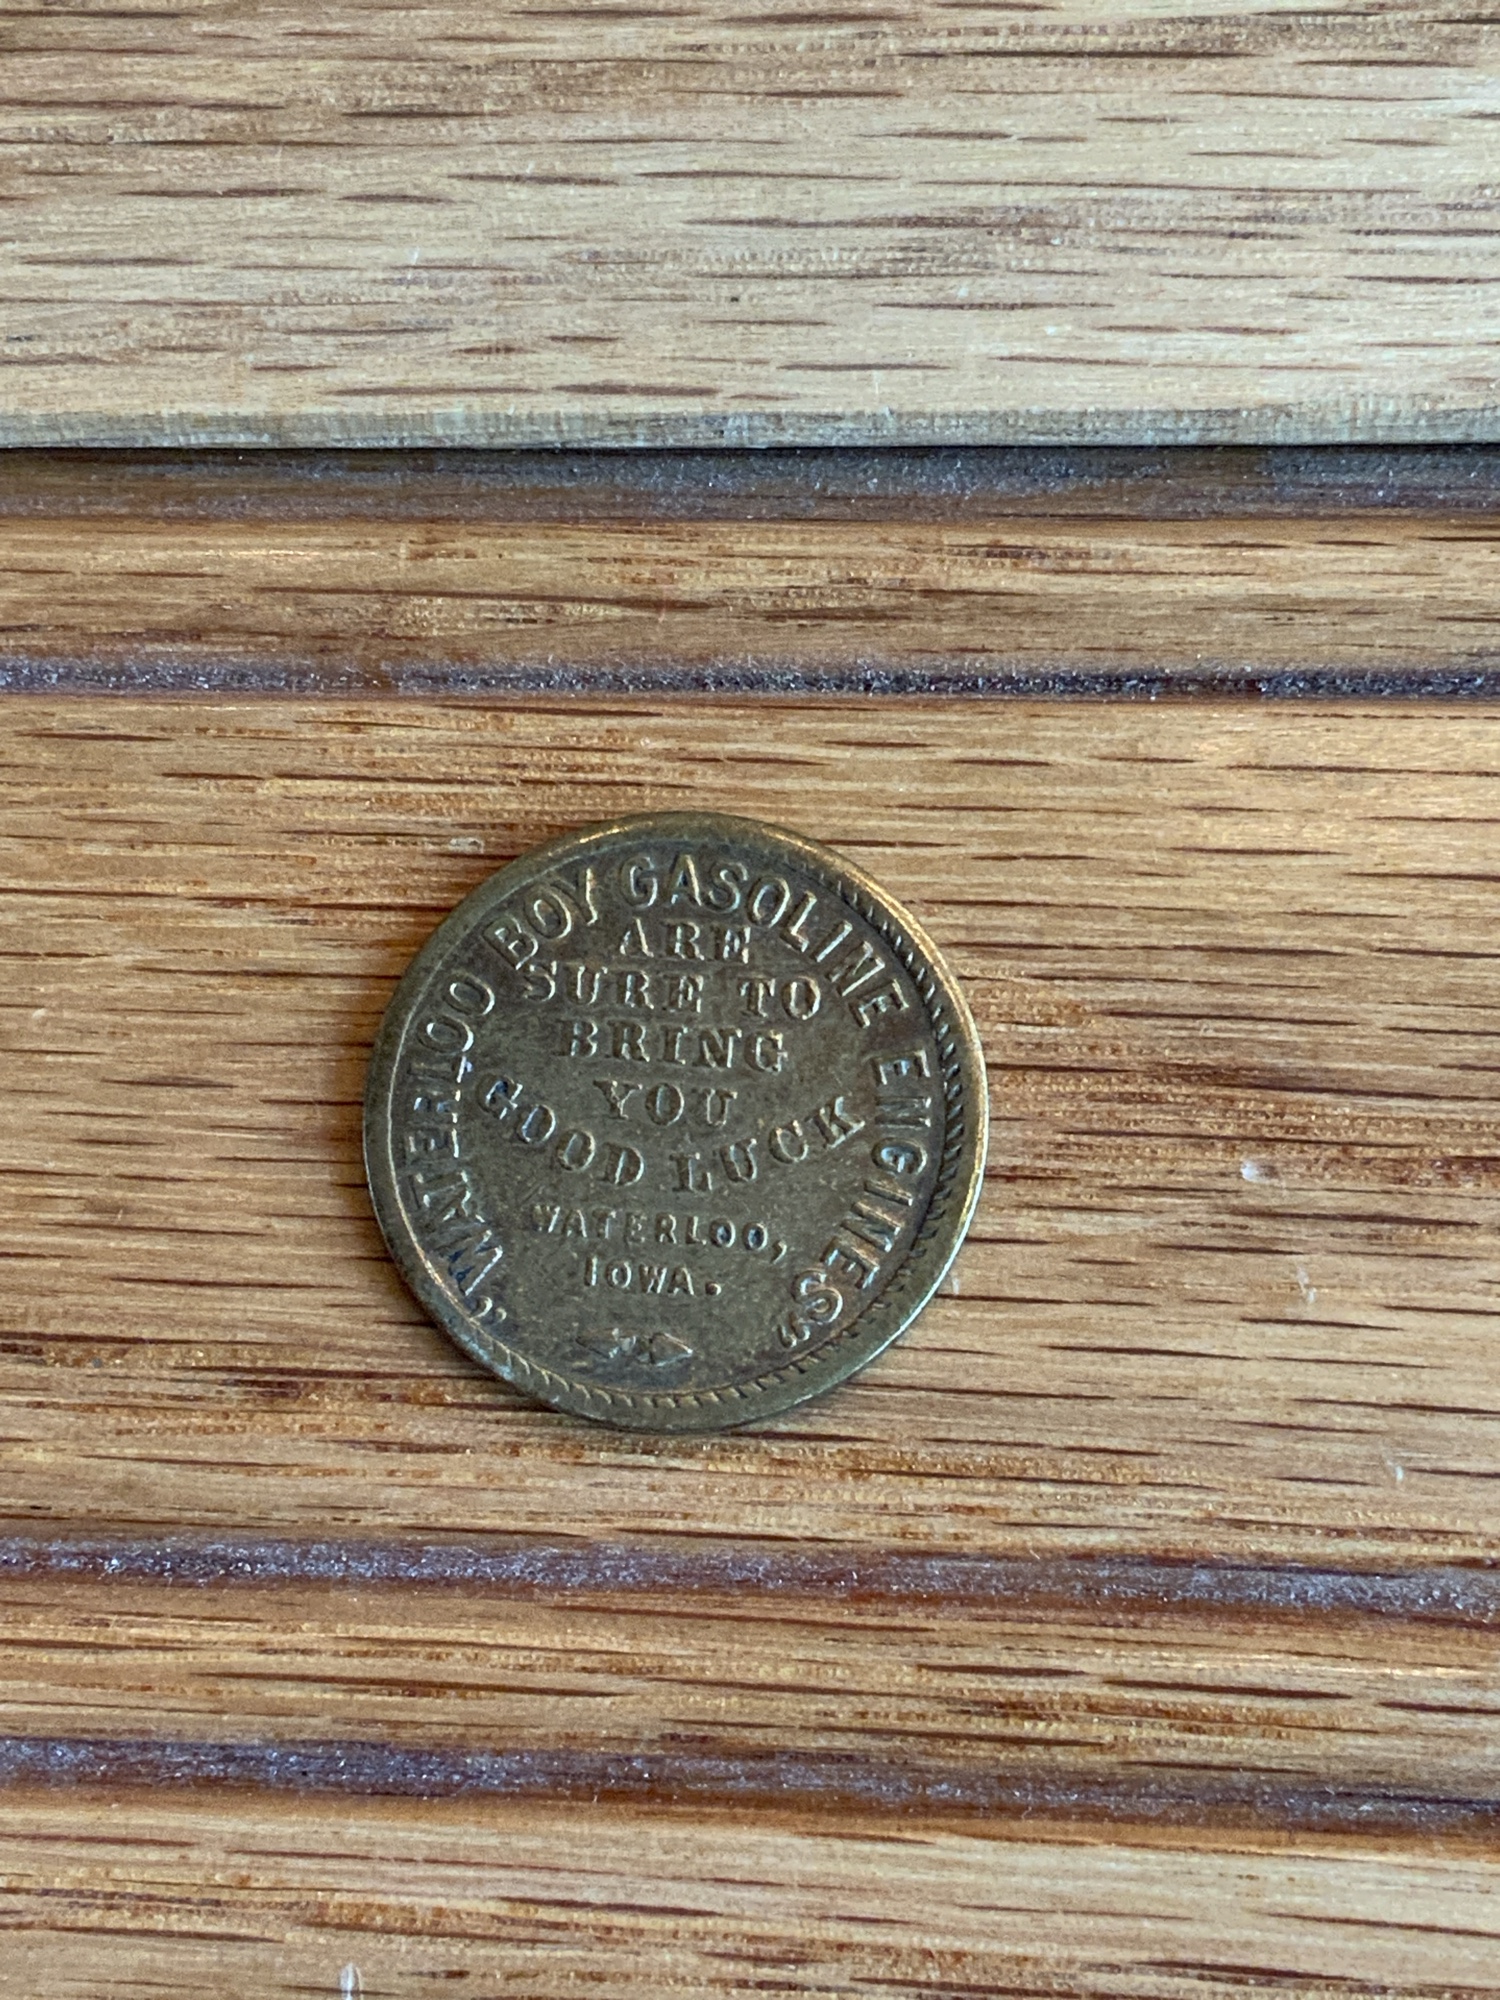 "WATERLOO BOY GASOLINE ENGINES"
ARE
SURE TO
BRING
YOU
GOOD LUCK
WATERLOO,
IOWA.